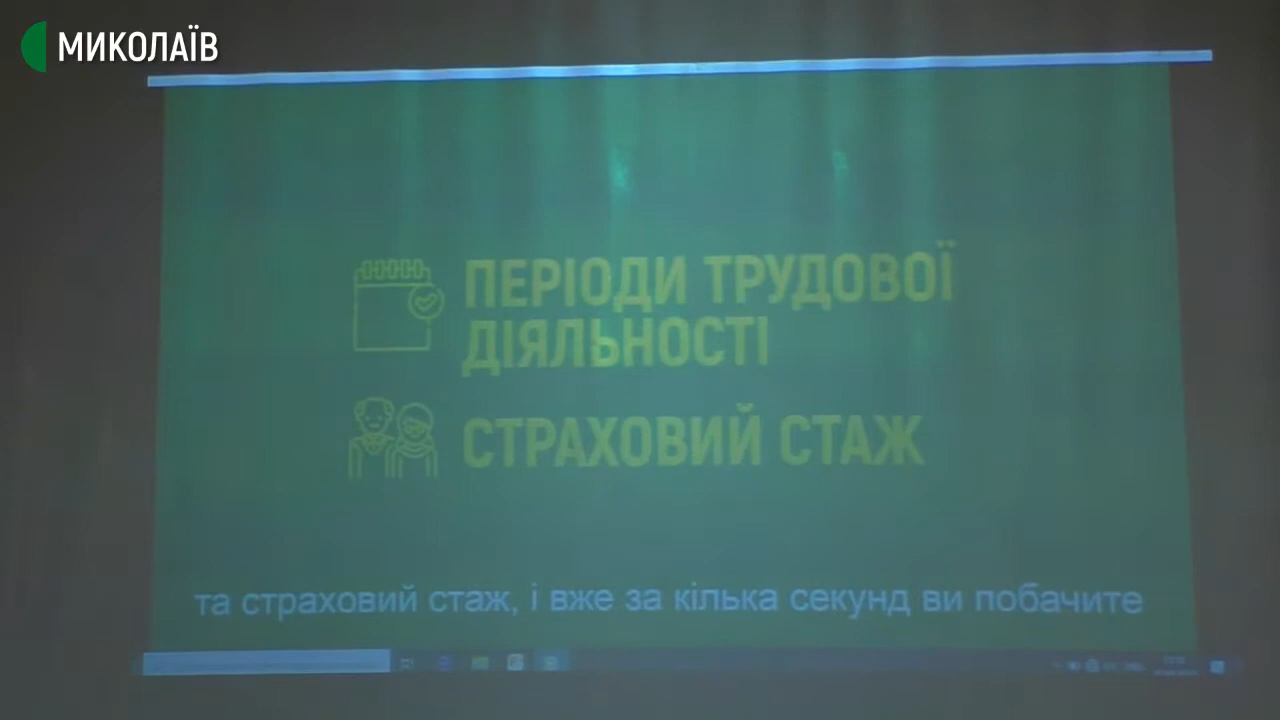 МИКОЛАЇВ
ПЕРІОДИ ТРУДОВОЇ
ДІЯЛЬНОСТІ
СТРАХОВИЙ СТАЖ
та страховий стаж, і вже за кілька секунд ви побачите